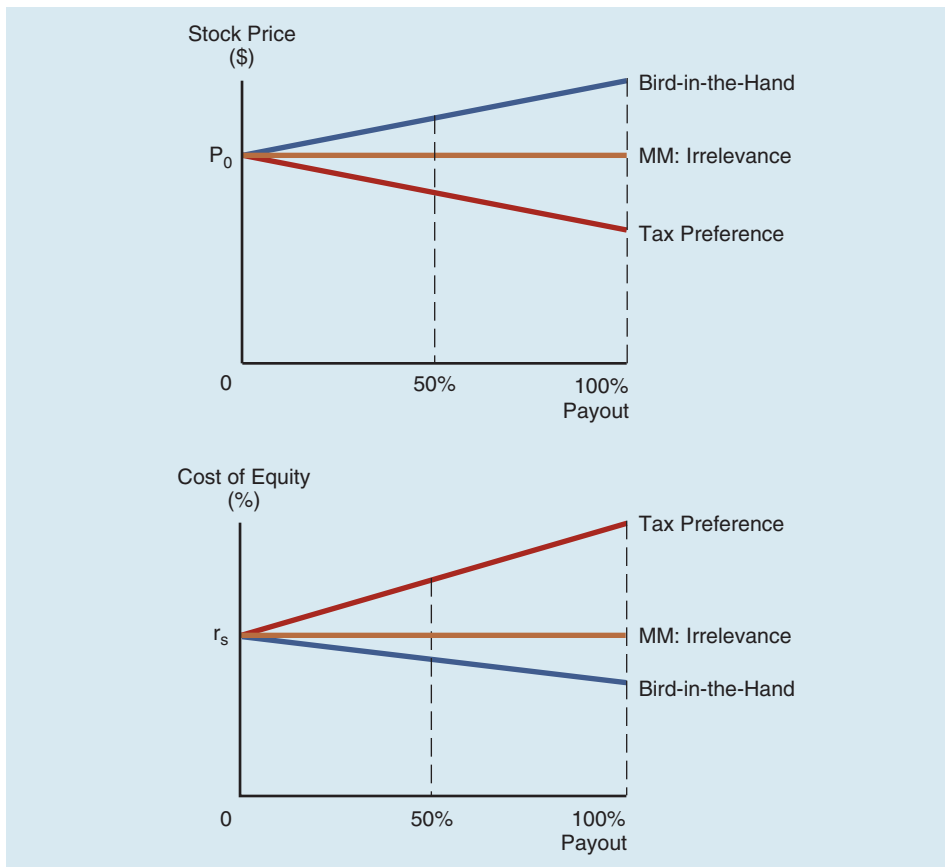 Stock Price
($)
Bird-in-the-Hand
P0
MM: Irrelevance
Tax Preference
0
50%
100%
Payout
Cost of Equity
(%)
Tax Preference
rs
MM: Irrelevance
Bird-in-the-Hand
0
50%
100%
Payout